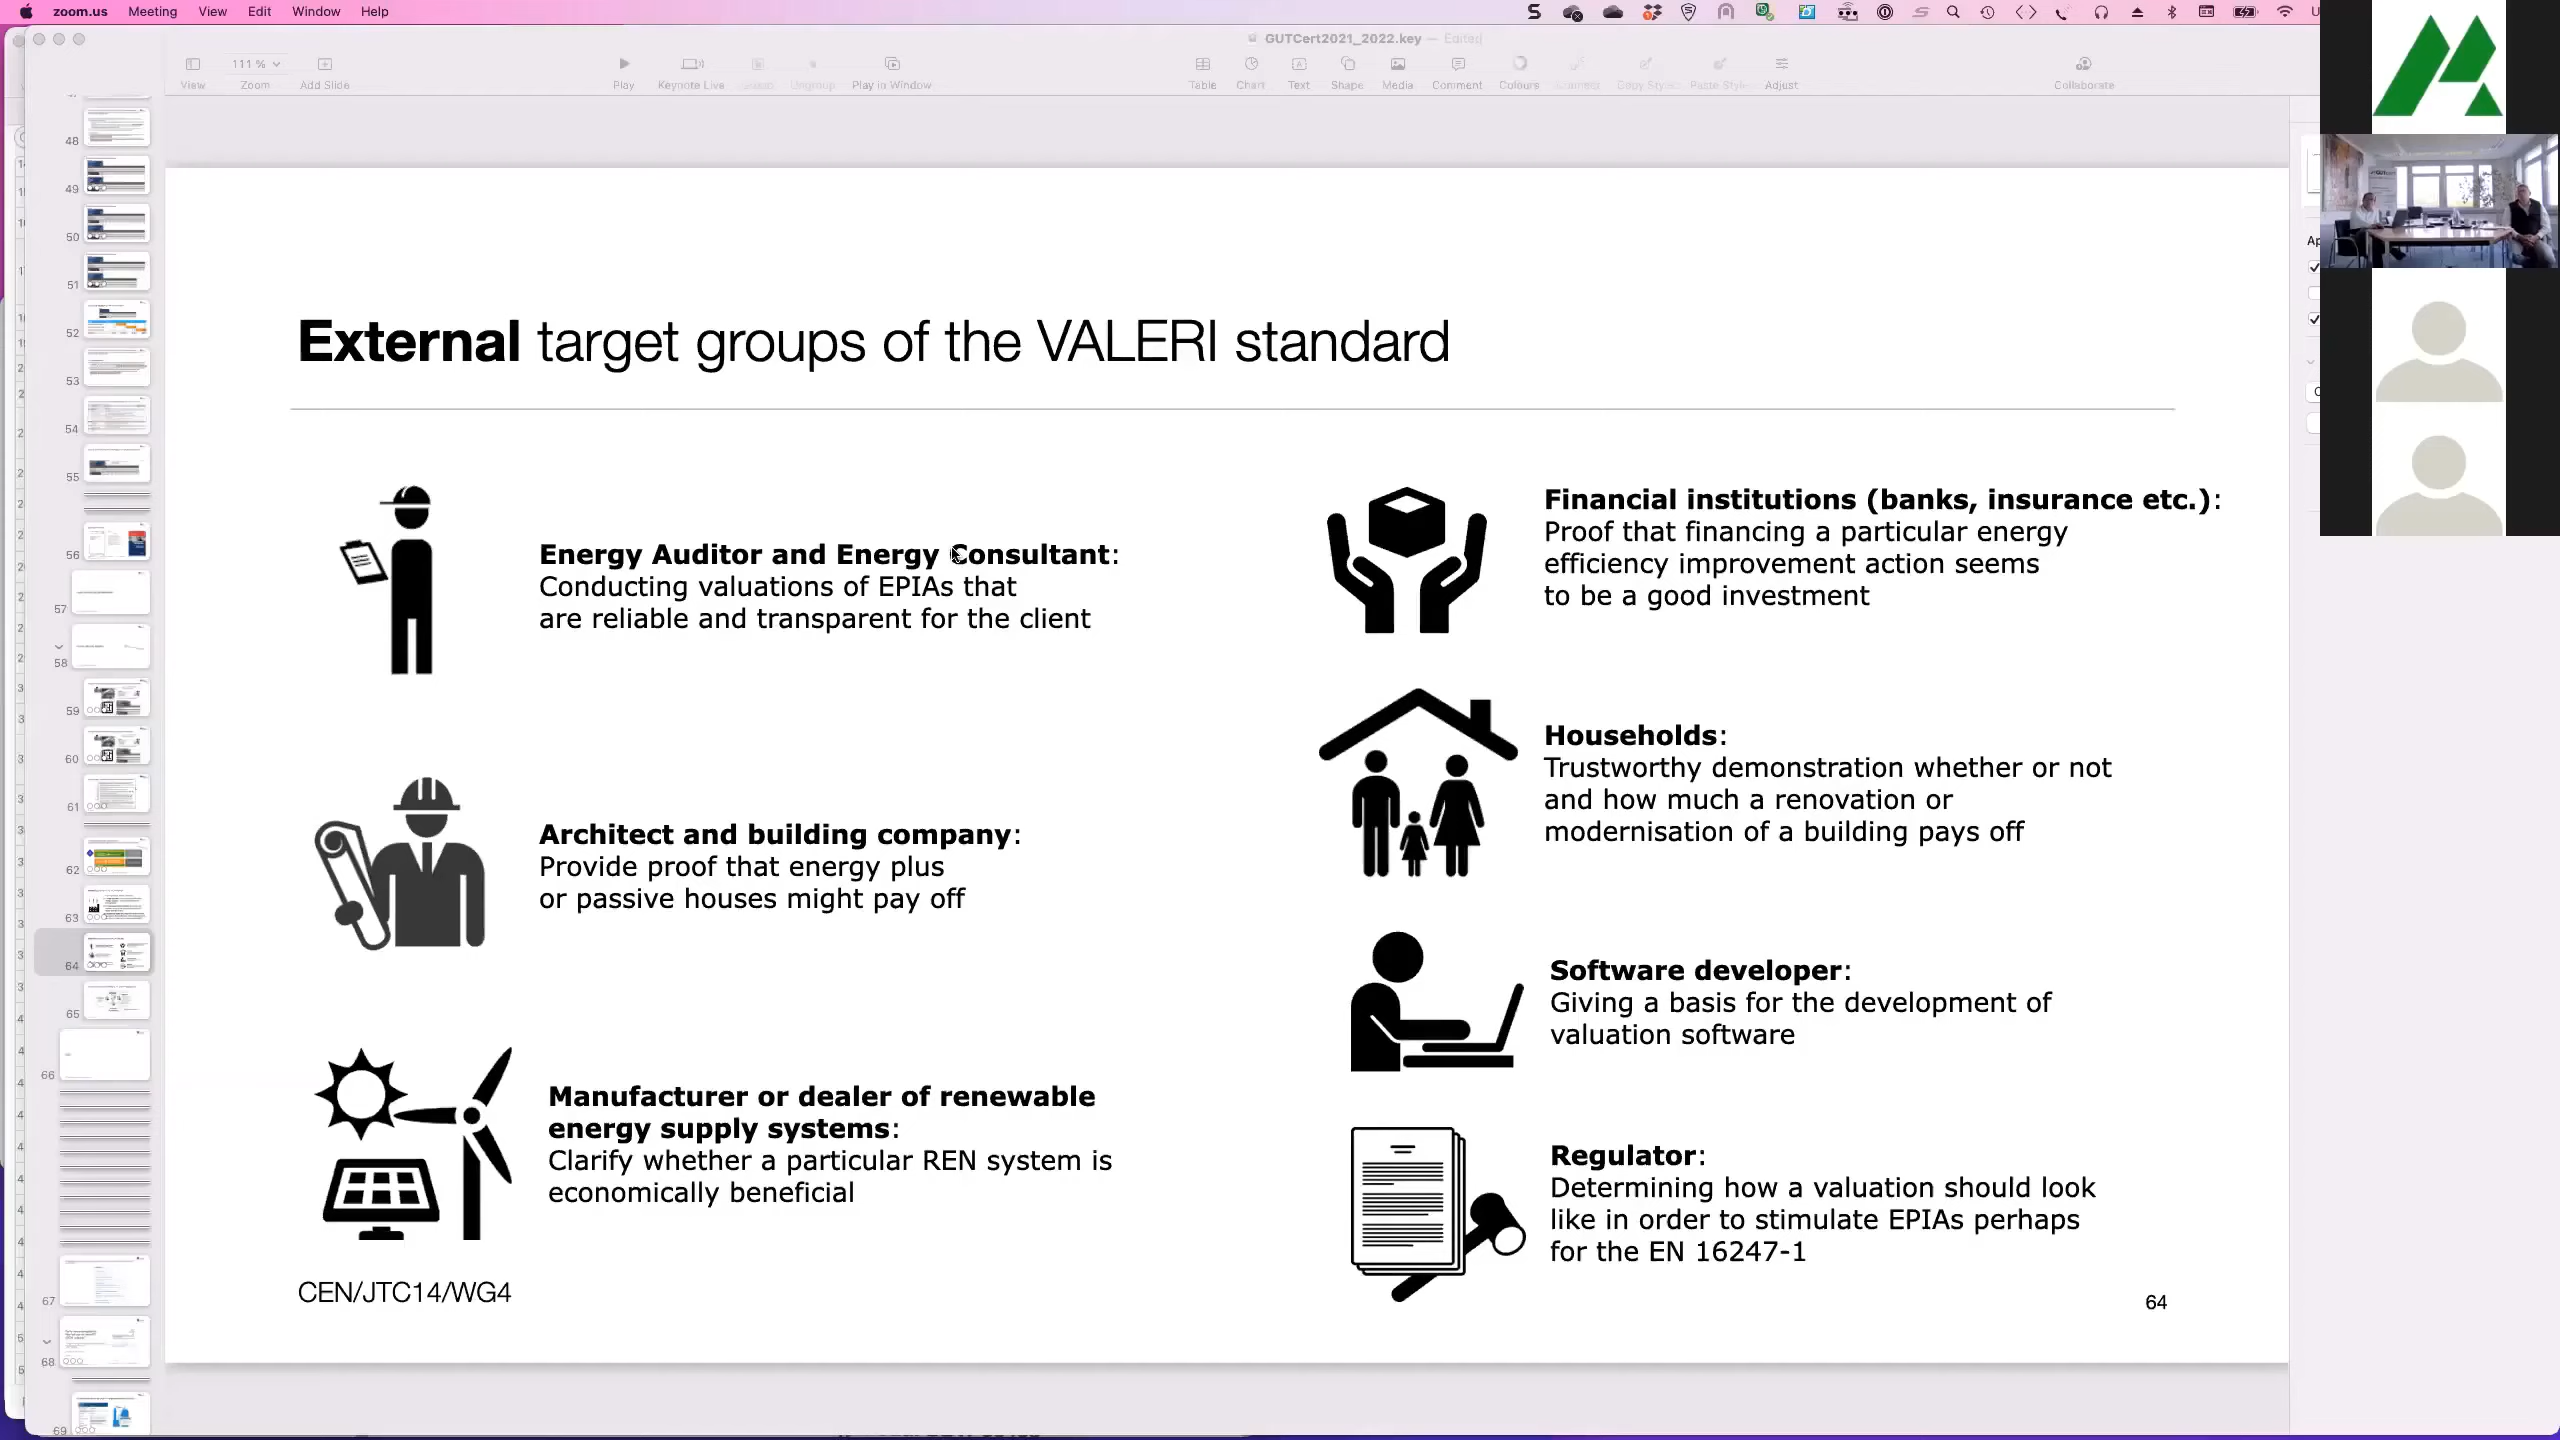 zoom.us Meeting View Edit Window Help
GUTCert2021_2022.key — Edited
111 %
View Zoom Add Slide Play Keynote Live Ungroup Play in Window Table Chart Text Shape Media Comment Colours Adjust Collaborate
External target groups of the VALERI standard
Energy Auditor and Energy Consultant:
Conducting valuations of EPIAs that
are reliable and transparent for the client
Architect and building company:
Provide proof that energy plus
or passive houses might pay off
Manufacturer or dealer of renewable
energy supply systems:
Clarify whether a particular REN system is
economically beneficial
Financial institutions (banks, insurance etc.):
Proof that financing a particular energy
efficiency improvement action seems
to be a good investment
Households:
Trustworthy demonstration whether or not
and how much a renovation or
modernisation of a building pays off
Software developer:
Giving a basis for the development of
valuation software
Regulator:
Determining how a valuation should look
like in order to stimulate EPIAs perhaps
for the EN 16247-1
CEN/JTC14/WG4
64
48
49
50
51
52
53
54
55
56
57
58
59
60
61
62
63
64
65
66
67
68
69